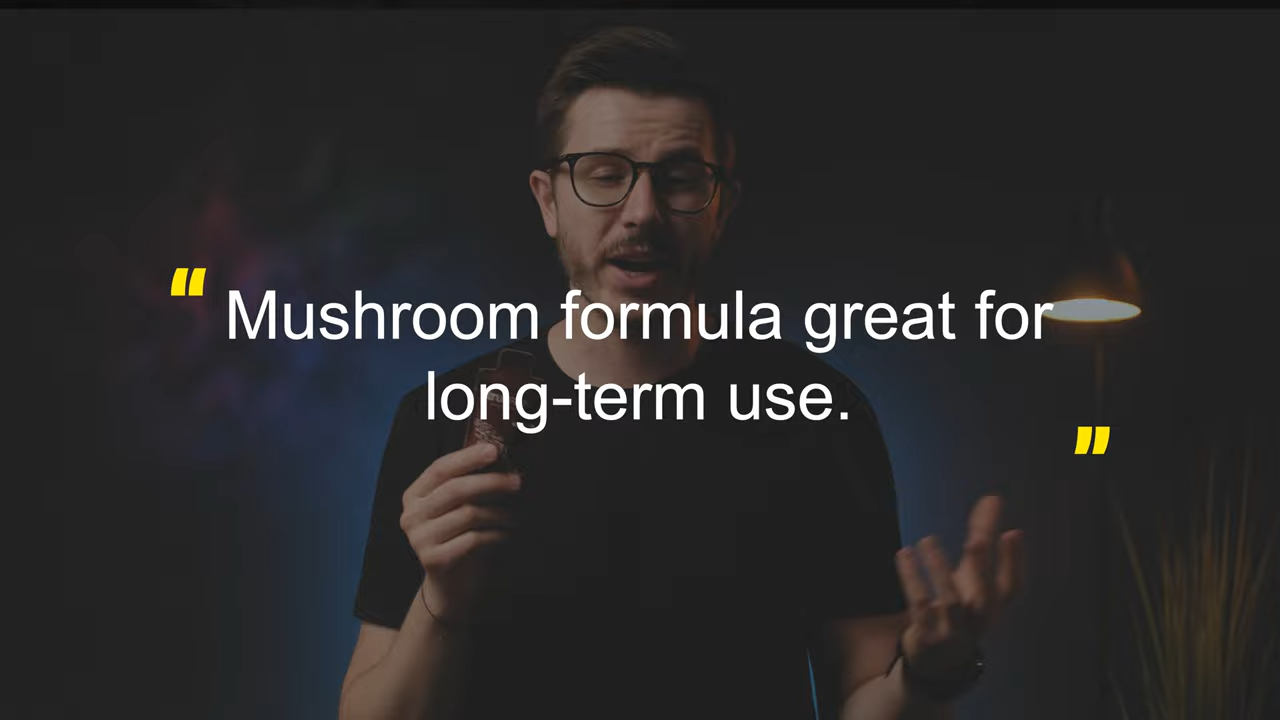 " Mushroom formula great for
long-term use. "